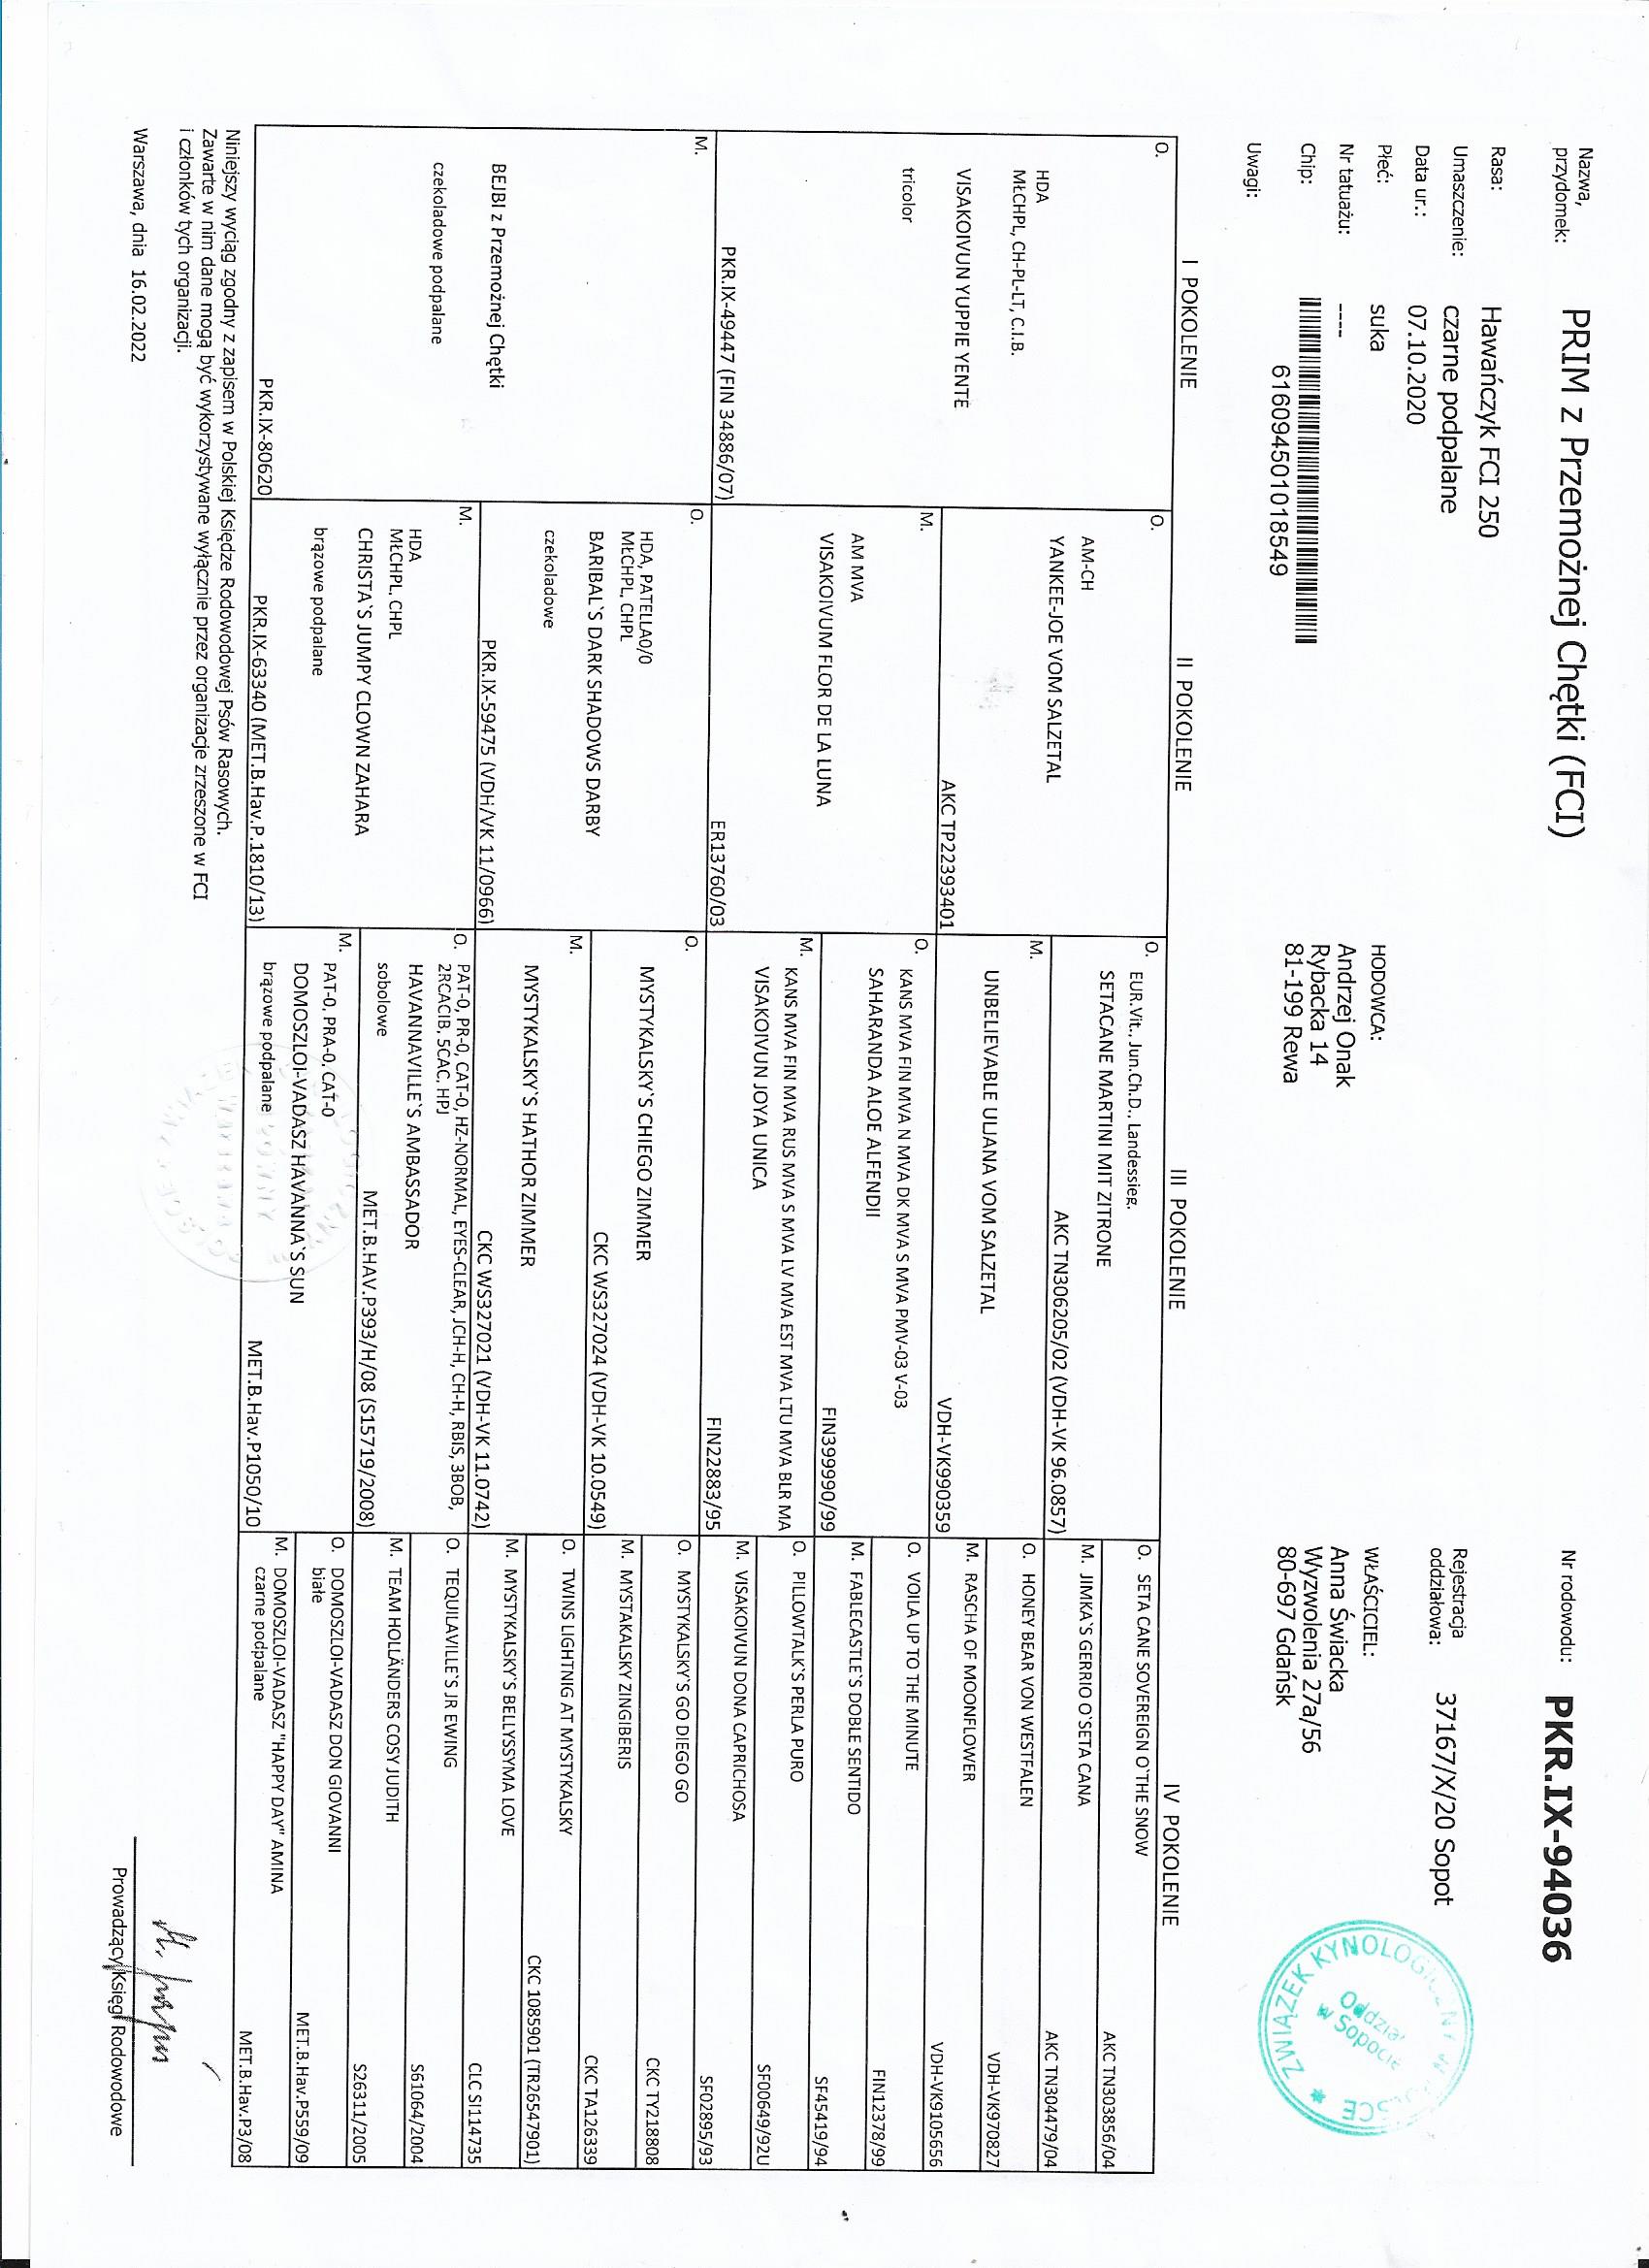 Nazwa,
przydomek:
PRIM z Przemożnej Chętki (FCI)
Nr rodowodu:
PKR.IX-94036
Rasa:
Hawańczyk FCI 250
Umaszczenie:
czarne podpalane
Data ur.:
07.10.2020
Płeć:
suka
Nr tatuażu:
----
Chip:
616094501018549
Uwagi:
HODOWCA:
Andrzej Onak
Rybacka 14
81-199 Rewa
Rejestracja
oddziałowa:
37167/X/20 Sopot
WŁAŚCICIEL:
Anna Świacka
Wyzwolenia 27a/56
80-697 Gdańsk
ZWIĄZEK KYNOLOGICZNY W POLSCE *
Oddział
w Sopocie
I POKOLENIE
O.
HDA
MŁCHPL, CH-PL-LT, C.I.B.
VISAKOIVUN YUPPIE YENTE
tricolor
PKR.IX-49447 (FIN 34886/07)
M.
BEJBI z Przemożnej Chętki
czekoladowe podpalane
PKR.IX-80620
II POKOLENIE
O.
AM-CH
YANKEE-JOE VOM SALZETAL
AKC TP22393401
M.
AM MVA
VISAKOIVUM FLOR DE LA LUNA
ER13760/03
O.
HDA, PATELLA0/0
MŁCHPL, CHPL
BARIBAL`S DARK SHADOWS DARBY
czekoladowe
PKR.IX-59475 (VDH/VK 11/0966)
M.
HDA
MŁCHPL, CHPL
CHRISTA`S JUMPY CLOWN ZAHARA
brązowe podpalane
PKR.IX-63340 (MET.B.Hav.P.1810/13)
III POKOLENIE
O.
EUR.Vit., Jun.Ch.D., Landessieg.
SETACANE MARTINI MIT ZITRONE
AKC TN306205/02 (VDH-VK 96.0857)
M.
UNBELIEVABLE ULJANA VOM SALZETAL
VDH-VK990359
O.
KANS MVA FIN MVA N MVA DK MVA S MVA PMV-03 V-03
SAHARANDA ALOE ALFENDII
FIN399990/99
M.
KANS MVA FIN MVA RUS MVA S MVA LV MVA EST MVA LTU MVA BLR MA
VISAKOIVUN JOYA UNICA
FIN22883/95
O.
MYSTYKALSKY`S CHIEGO ZIMMER
CKC WS327024 (VDH-VK 10.0549)
M.
MYSTYKALSKY`S HATHOR ZIMMER
CKC WS327021 (VDH-VK 11.0742)
O. PAT-0, PR-0, CAT-0, HZ-NORMAL, EYES-CLEAR, JCH-H, CH-H, RBIS, 3BOB,
2RCACIB, 5CAC, HPJ
HAVANNAVILLE`S AMBASSADOR
sobolowe
MET.B.HAV.P393/H/08 (S15719/2008)
M.
PAT-0, PRA-0, CAT-0
DOMOSZLOI-VADASZ HAVANNA`S SUN
brązowe podpalane
MET.B.Hav.P1050/10
IV POKOLENIE
O. SETA CANE SOVEREIGN O`THE SNOW
AKC TN303856/04
M. JIMKA`S GERRIO O`SETA CANA
AKC TN304479/04
O. HONEY BEAR VON WESTFALEN
VDH-VK970827
M. RASCHA OF MOONFLOWER
VDH-VK9105656
O. VOILA UP TO THE MINUTE
FIN12378/99
M. FABLECASTLE`S DOBLE SENTIDO
SF45419/94
O. PILLOWTALK`S PERLA PURO
SF00649/92U
M. VISAKOIVUN DONA CAPRICHOSA
SF02895/93
O. MYSTYKALSKY`S GO DIEGO GO
CKC TY218808
M. MYSTAKALSKY ZINGIBERIS
CKC TA126339
O. TWINS LIGHTNIG AT MYSTYKALSKY
CKC 1085901 (TR26547901)
M. MYSTYKALSKY`S BELLYSSYMA LOVE
CLC SI114735
O. TEQUILAVILLE`S JR EWING
S61064/2004
M. TEAM HOLLÄNDERS COSY JUDITH
S26311/2005
O. DOMOSZLOI-VADASZ DON GIOVANNI
białe
MET.B.Hav.P559/09
M. DOMOSZLOI-VADASZ "HAPPY DAY" AMINA
czarne podpalane
MET.B.Hav.P3/08
Niniejszy wyciąg zgodny z zapisem w Polskiej Księdze Rodowodowej Psów Rasowych.
Zawarte w nim dane mogą być wykorzystywane wyłącznie przez organizacje zrzeszone w FCI
i członków tych organizacji.
Warszawa, dnia 16.02.2022
Prowadzący Księgi Rodowodowe